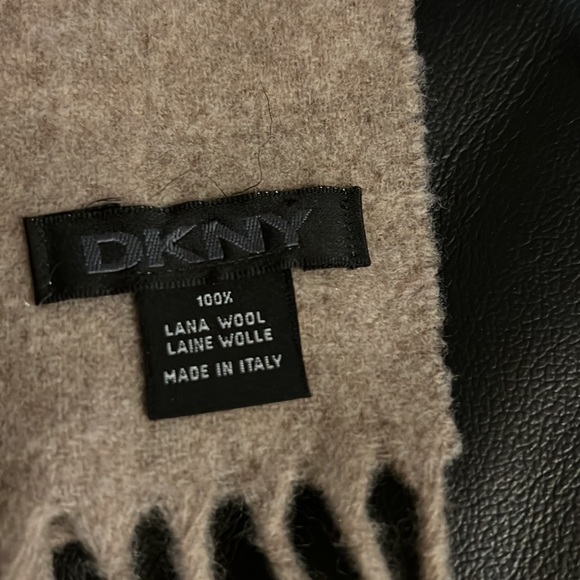 DKNY
100%
LANA WOOL
LAINE WOLLE
MADE IN ITALY